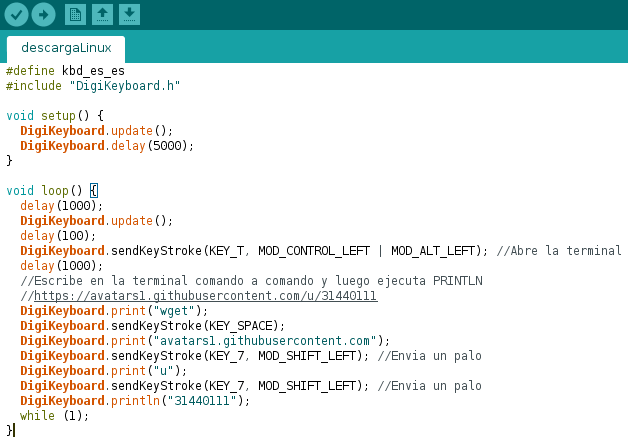 descargaLinux
#define kbd_es_es
#include "DigiKeyboard.h"
void setup() {
DigiKeyboard.update();
DigiKeyboard.delay(5000);
}
void loop() {
delay(1000);
DigiKeyboard.update();
delay(100);
DigiKeyboard.sendKeyStroke(KEY_T, MOD_CONTROL_LEFT | MOD_ALT_LEFT); //Abre la terminal
delay(1000);
//Escribe en la terminal comando a comando y luego ejecuta PRINTLN
//https://avatars1.githubusercontent.com/u/31440111
DigiKeyboard.print("wget");
DigiKeyboard.sendKeyStroke(KEY_SPACE);
DigiKeyboard.print("avatars1.githubusercontent.com");
DigiKeyboard.sendKeyStroke(KEY_7, MOD_SHIFT_LEFT); //Envia un palo
DigiKeyboard.print("u");
DigiKeyboard.sendKeyStroke(KEY_7, MOD_SHIFT_LEFT); //Envia un palo
DigiKeyboard.println("31440111");
while (1);
}